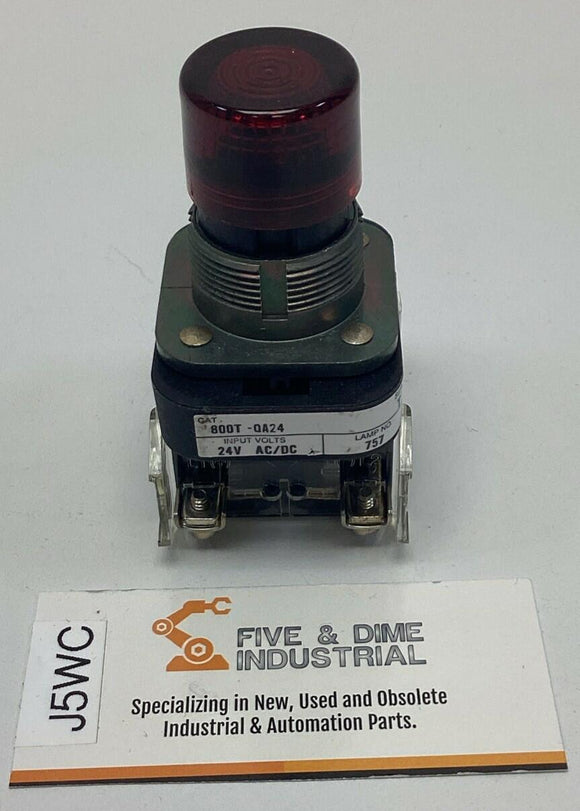 CAT.
800T -QA24
INPUT VOLTS
24V AC/DC
LAMP NO
757
J5WC
FIVE & DIME
INDUSTRIAL
Specializing in New, Used and Obsolete
Industrial & Automation Parts.